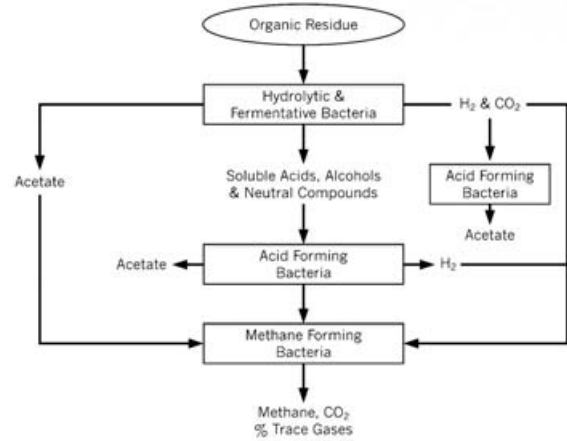 Organic Residue
Hydrolytic &
Fermentative Bacteria
H₂ & CO₂
Acetate
Soluble Acids, Alcohols
& Neutral Compounds
Acid Forming
Bacteria
Acetate
Acetate
Acid Forming
Bacteria
H₂
Methane Forming
Bacteria
Methane, CO₂
% Trace Gases